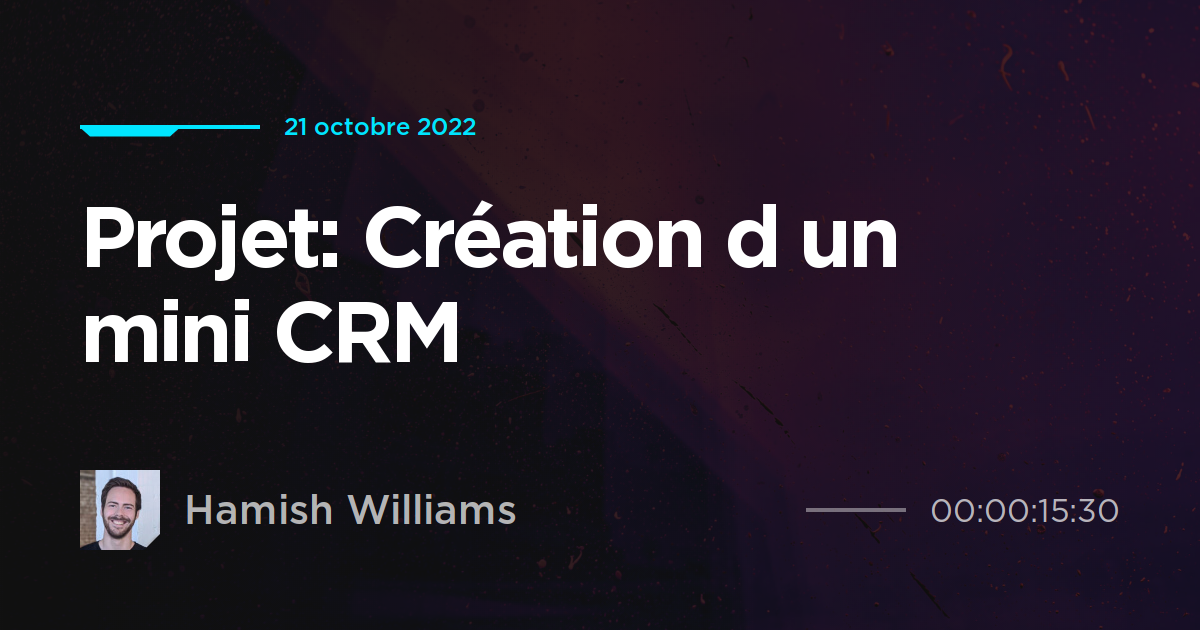 21 octobre 2022
Projet: Création d un
mini CRM
Hamish Williams
00:00:15:30